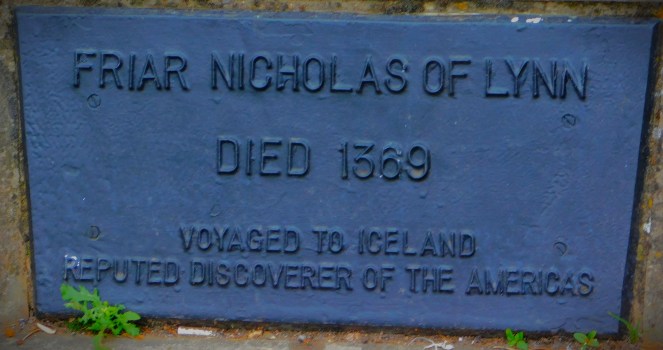 FRIAR NICHOLAS OF LYNN
DIED 1369
VOYAGED TO ICELAND
REPUTED DISCOVERER OF THE AMERICAS